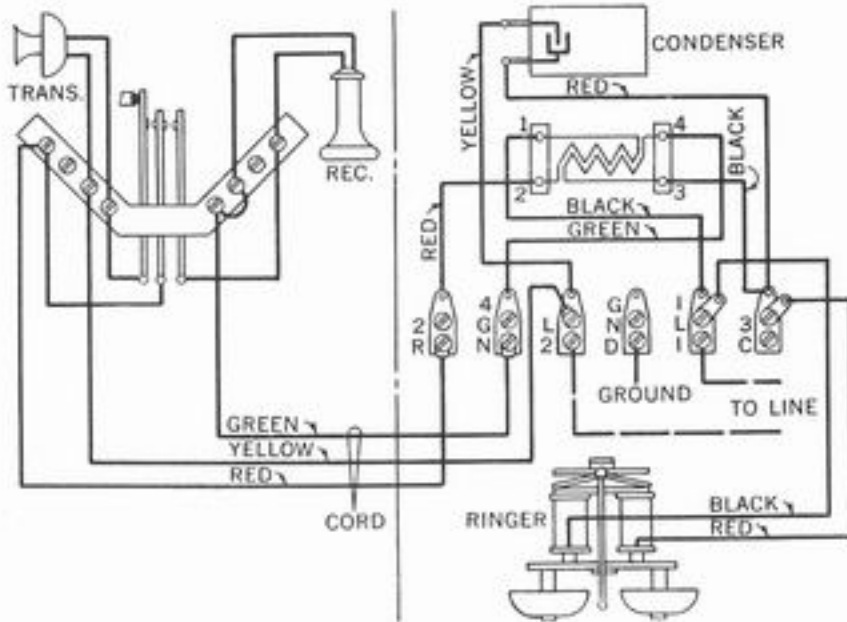 TRANS.
REC.
CONDENSER
YELLOW
RED
BLACK
1
4
2
3
BLACK
GREEN
RED
2
R
4
G
N
L
2
G
N
D
1
L
1
3
C
GROUND
TO LINE
GREEN
YELLOW
RED
CORD
RINGER
BLACK
RED